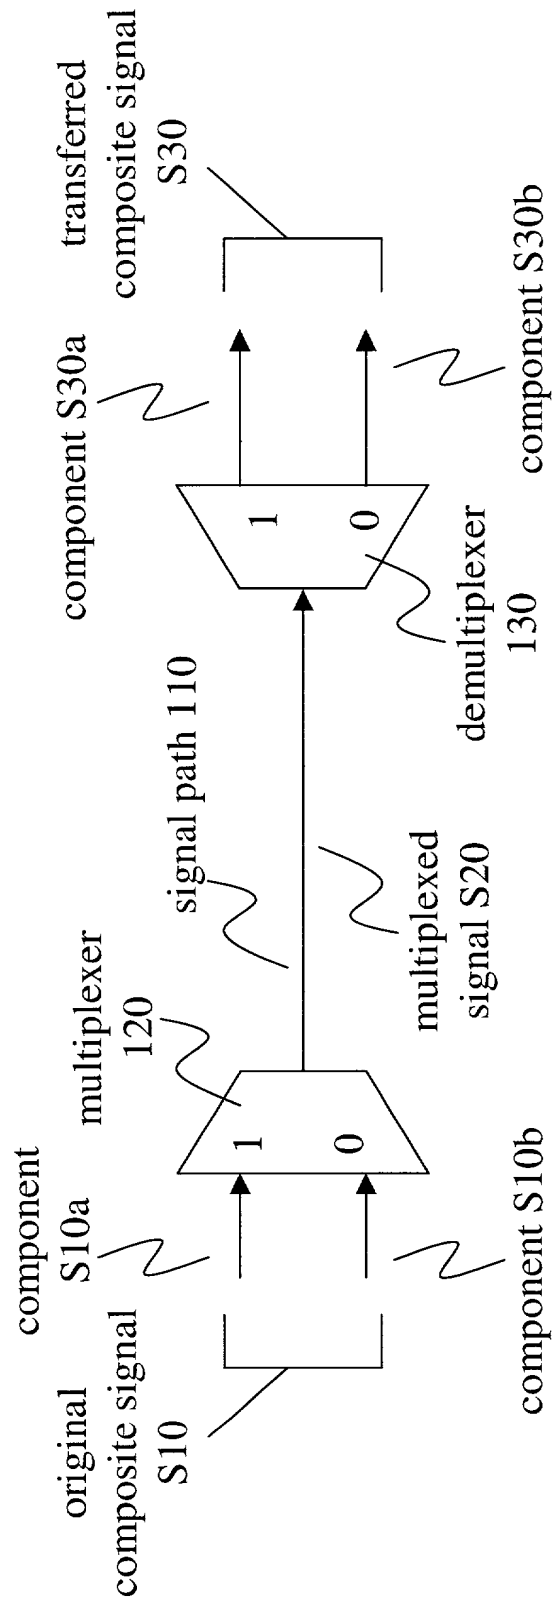 original
composite signal
S10
component
S10a
component S10b
multiplexer
120
1
0
signal path 110
multiplexed
signal S20
demultiplexer
130
1
0
component S30a
component S30b
transferred
composite signal
S30